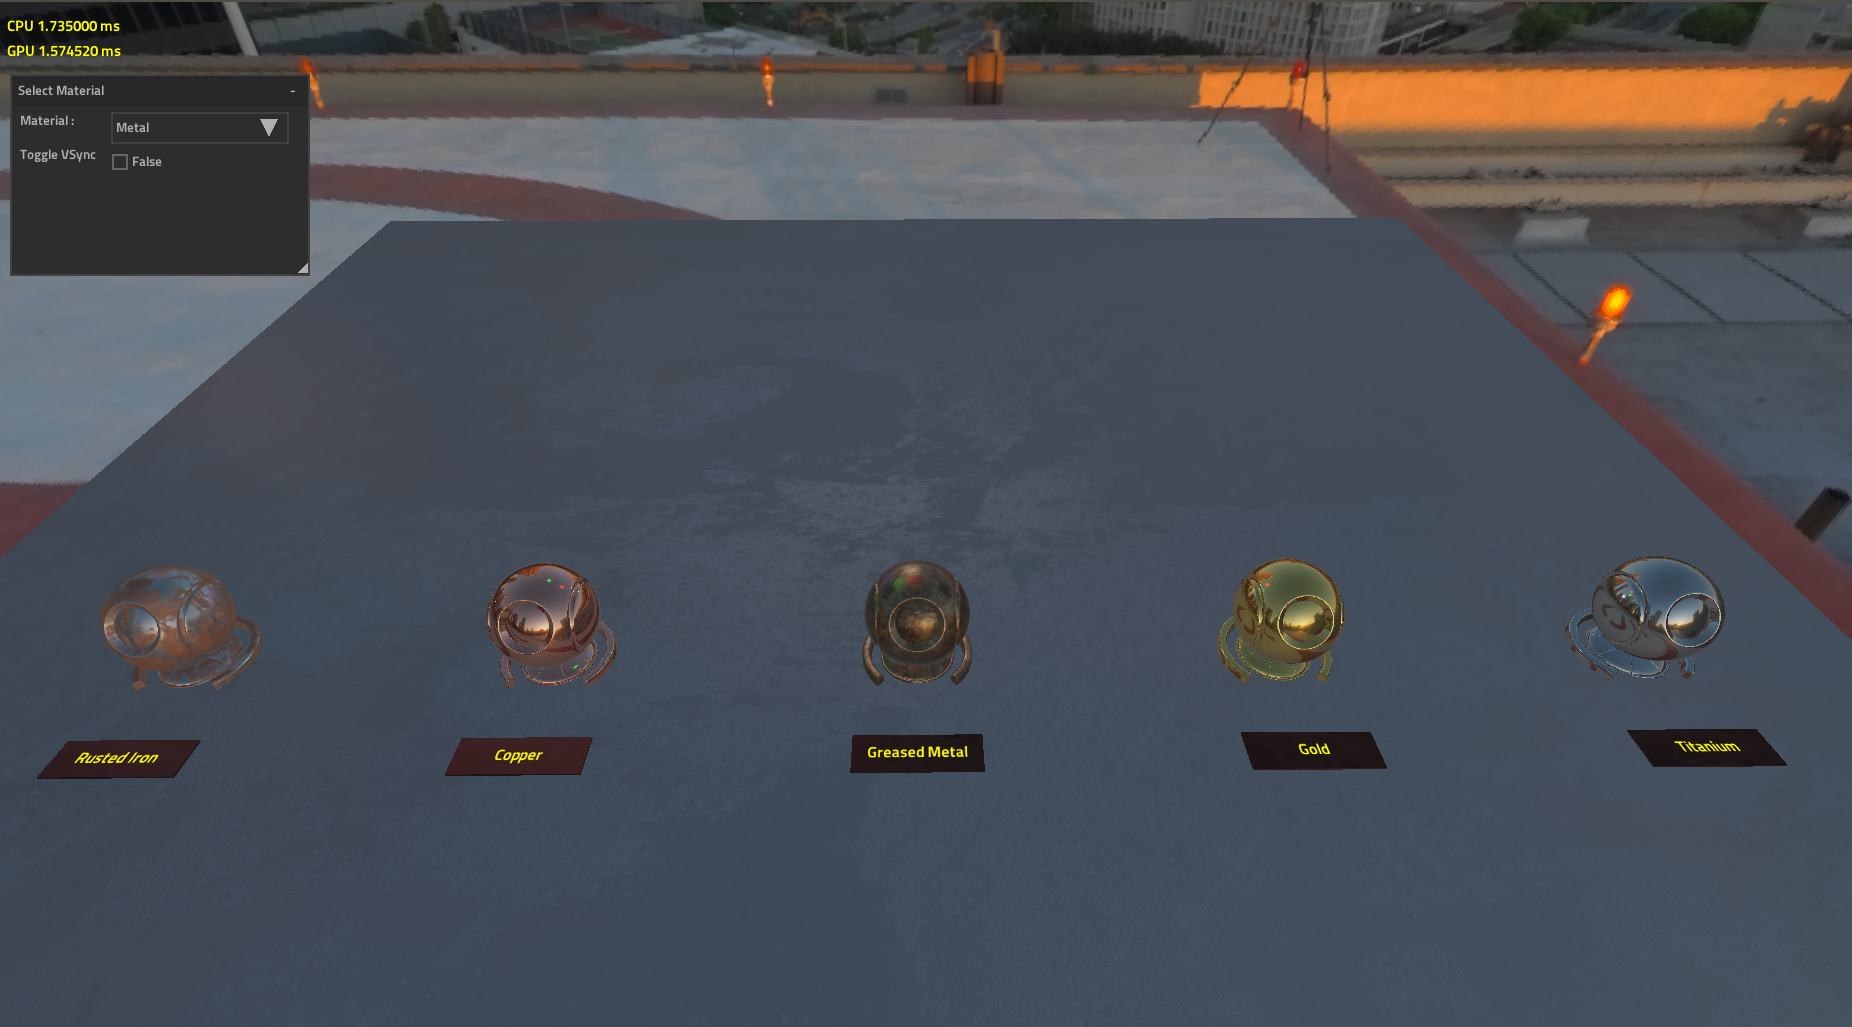 CPU 1.735000 ms
GPU 1.574520 ms
Select Material -
Material : Metal
Toggle VSync False
Rusted Iron
Copper
Greased Metal
Gold
Titanium